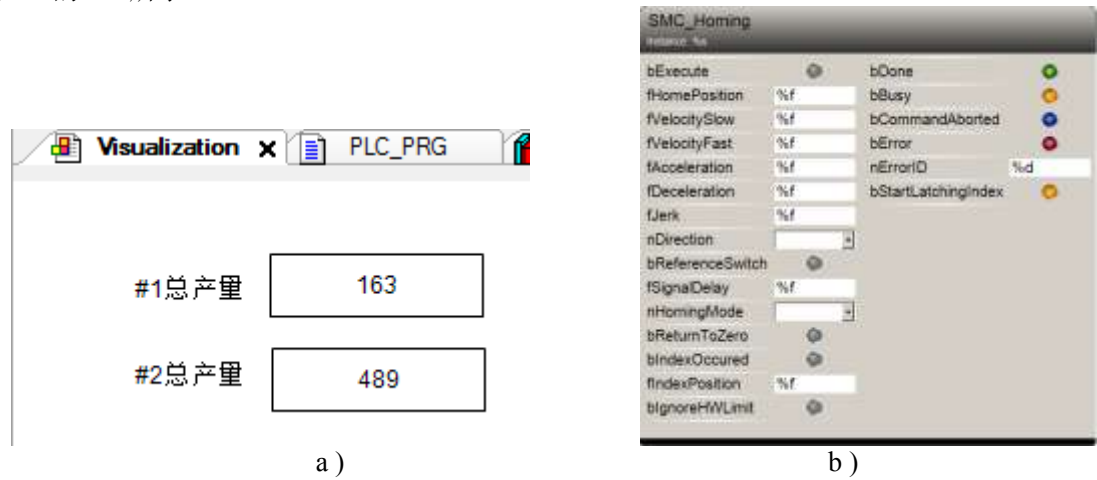 Visualization
PLC_PRG
#1总产量 163
#2总产量 489
a )
SMC_Homing
bExecute bDone
fHomePosition %f bBusy
fVelocitySlow %f bCommandAborted
fVelocityFast %f bError
fAcceleration %f nErrorID %d
fDeceleration %f bStartLatchingIndex
fJerk %f
nDirection
bReferenceSwitch
fSignalDelay %f
nHomingMode
bReturnToZero
bIndexOccured
fIndexPosition %f
bIgnoreHWLimit
b )